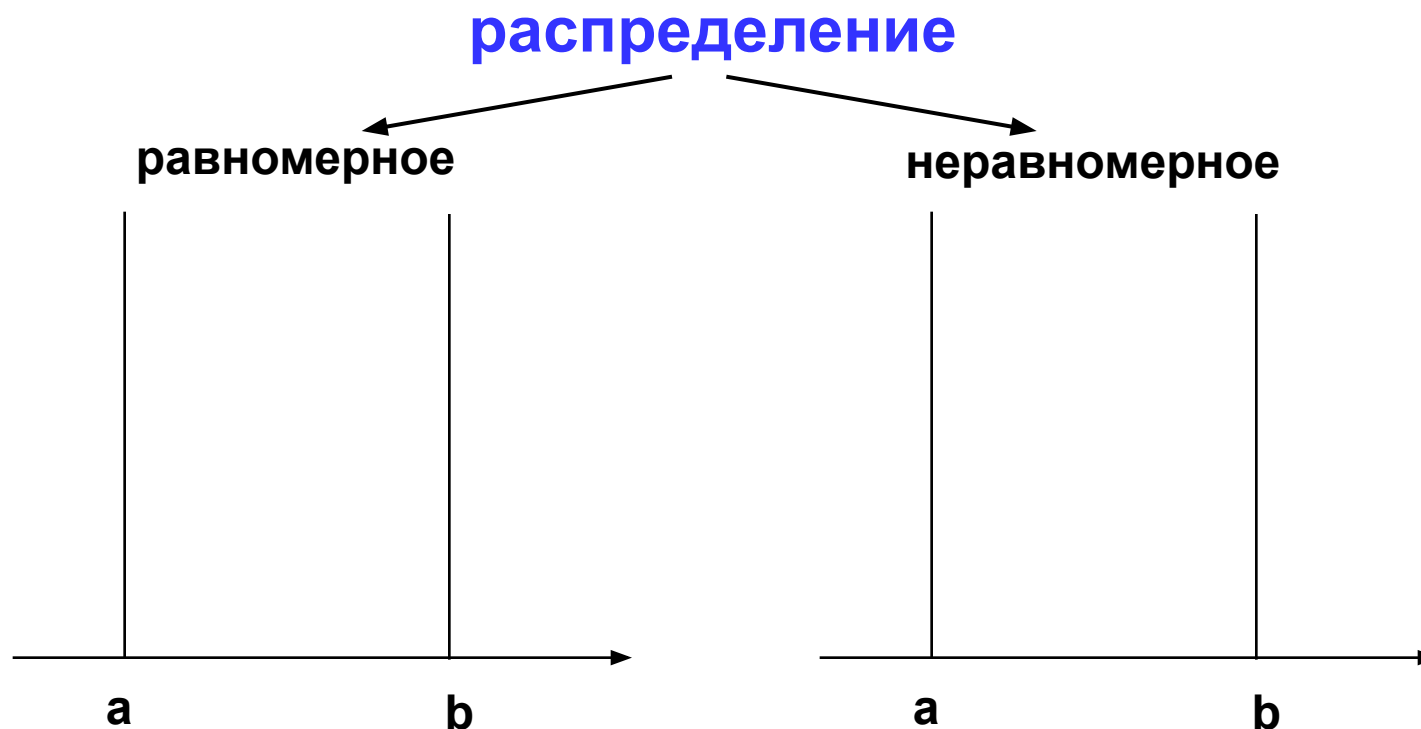 распределение
равномерное
неравномерное
a b
a b